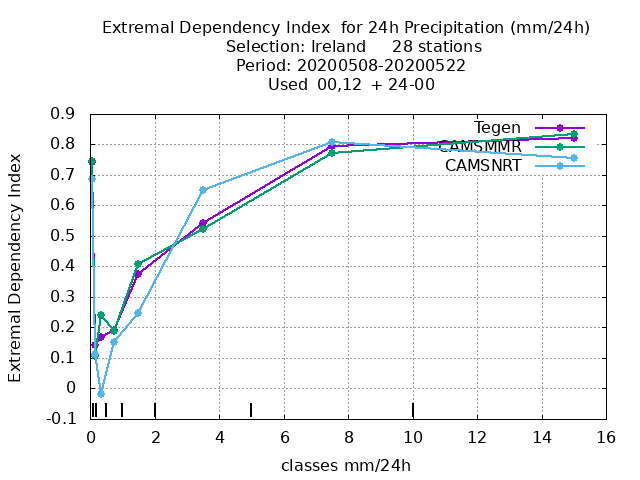 Extremal Dependency Index  for 24h Precipitation (mm/24h)
Selection: Ireland     28 stations
Period: 20200508-20200522
Used  00,12  + 24-00
Extremal Dependency Index
0.9
0.8
0.7
0.6
0.5
0.4
0.3
0.2
0.1
0
-0.1
Tegen
CAMSMMR
CAMSNRT
0 2 4 6 8 10 12 14 16
classes mm/24h